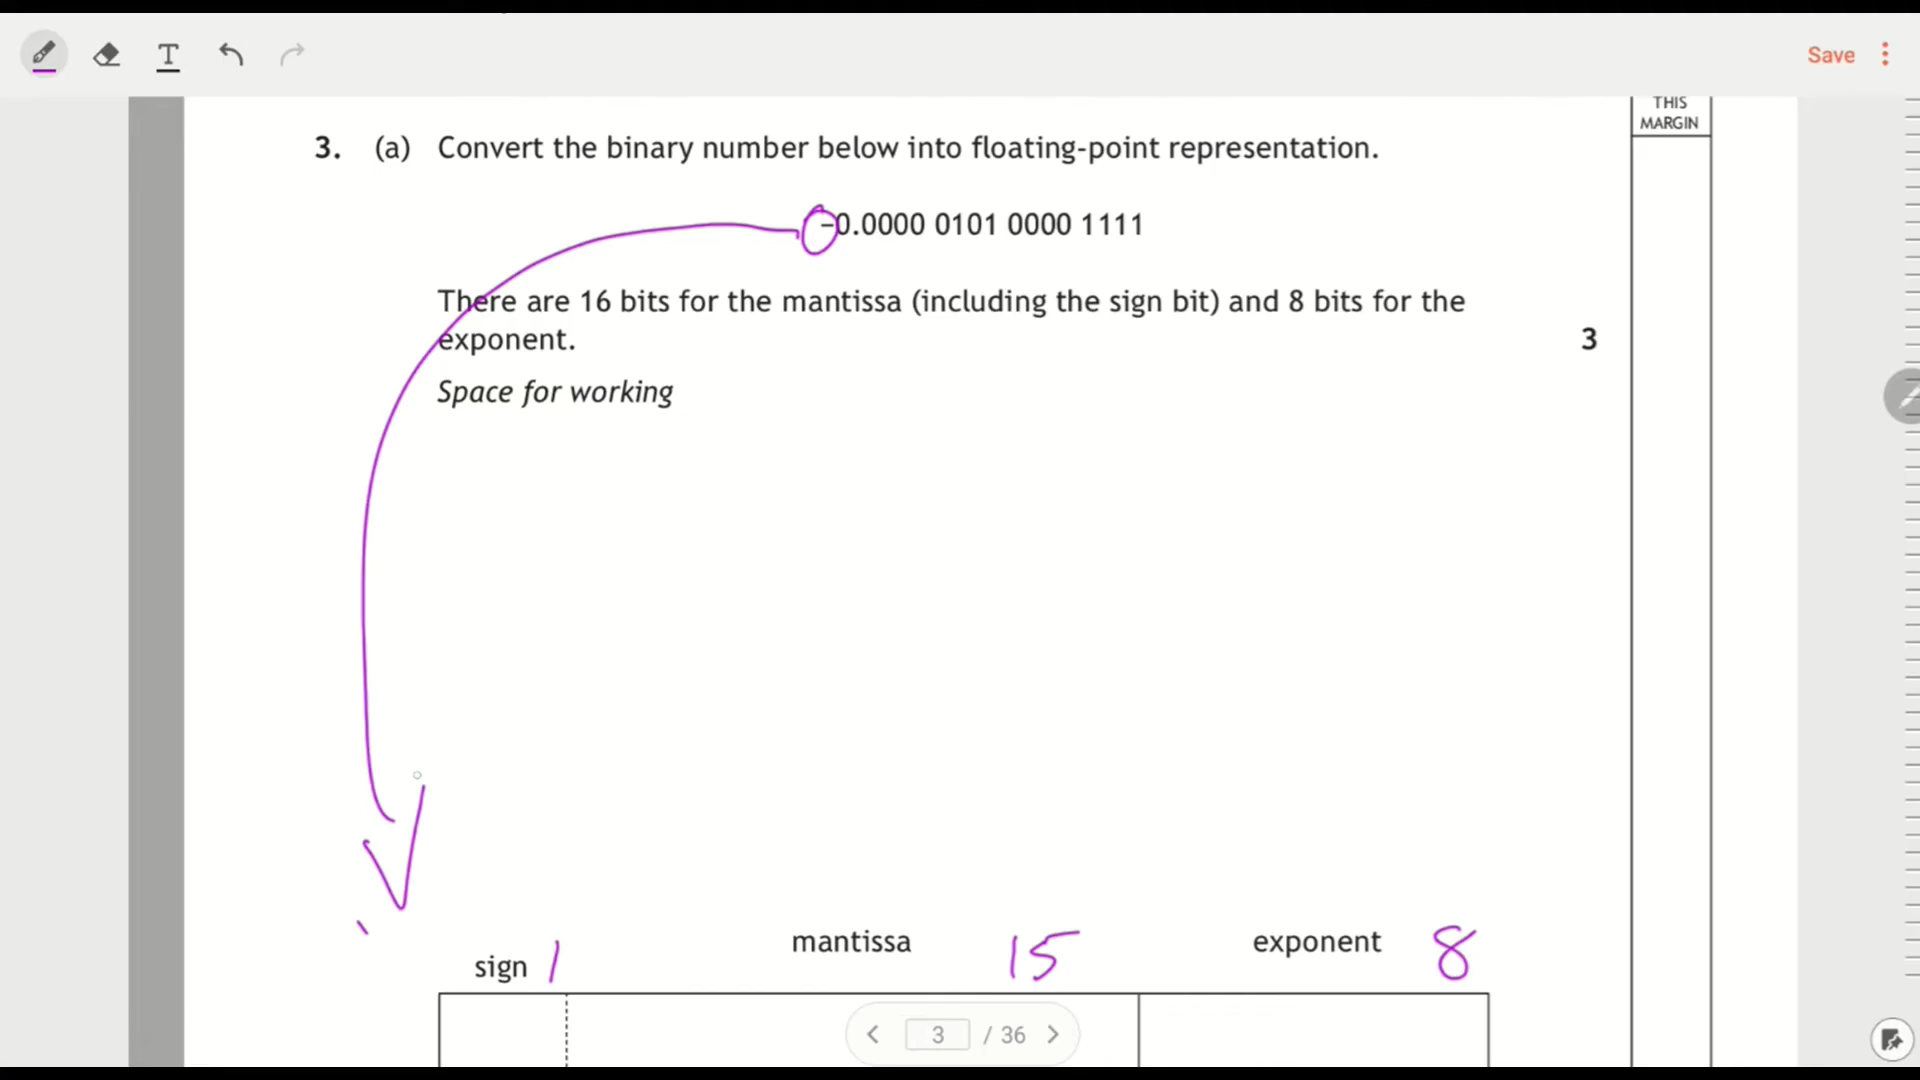 T
Save
THIS
MARGIN
3. (a) Convert the binary number below into floating-point representation.
-0.0000 0101 0000 1111
There are 16 bits for the mantissa (including the sign bit) and 8 bits for the
exponent.
3
Space for working
sign 1
mantissa 15
exponent 8
3 / 36